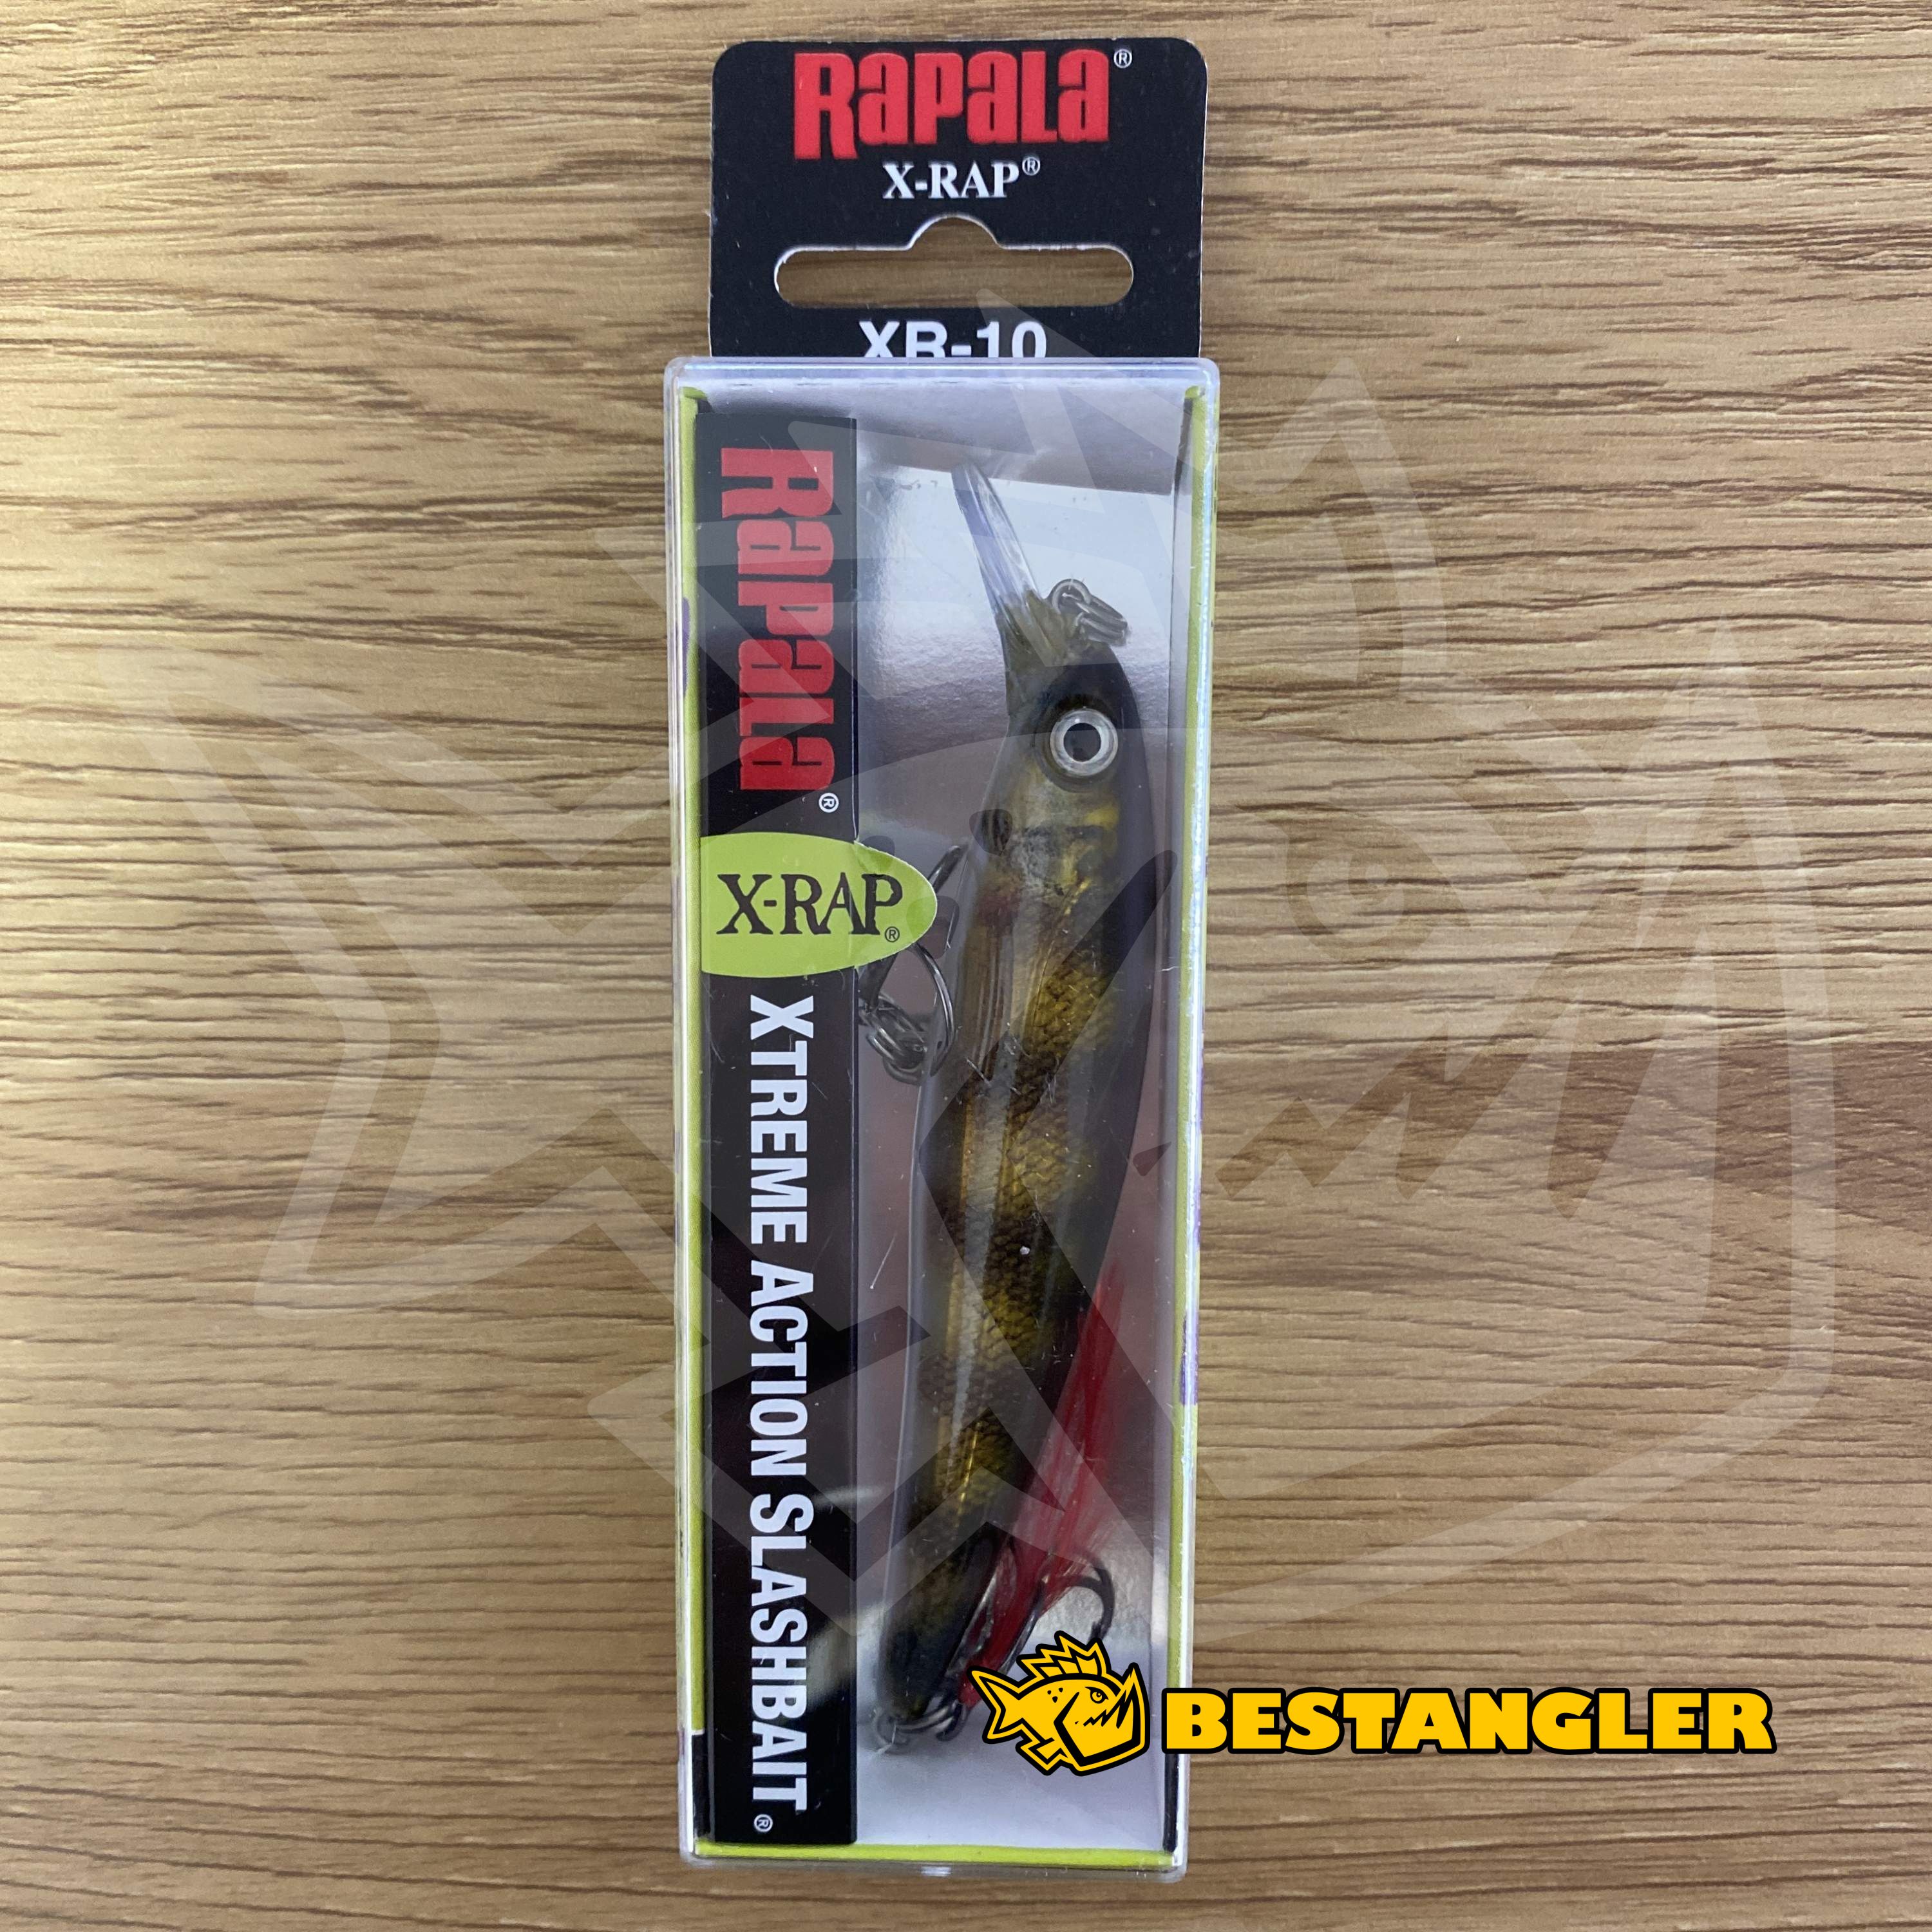 RAPALA®
X-RAP®
XR-10
RAPALA®
X-RAP®
XTREME ACTION SLASHBAIT®
BESTANGLER